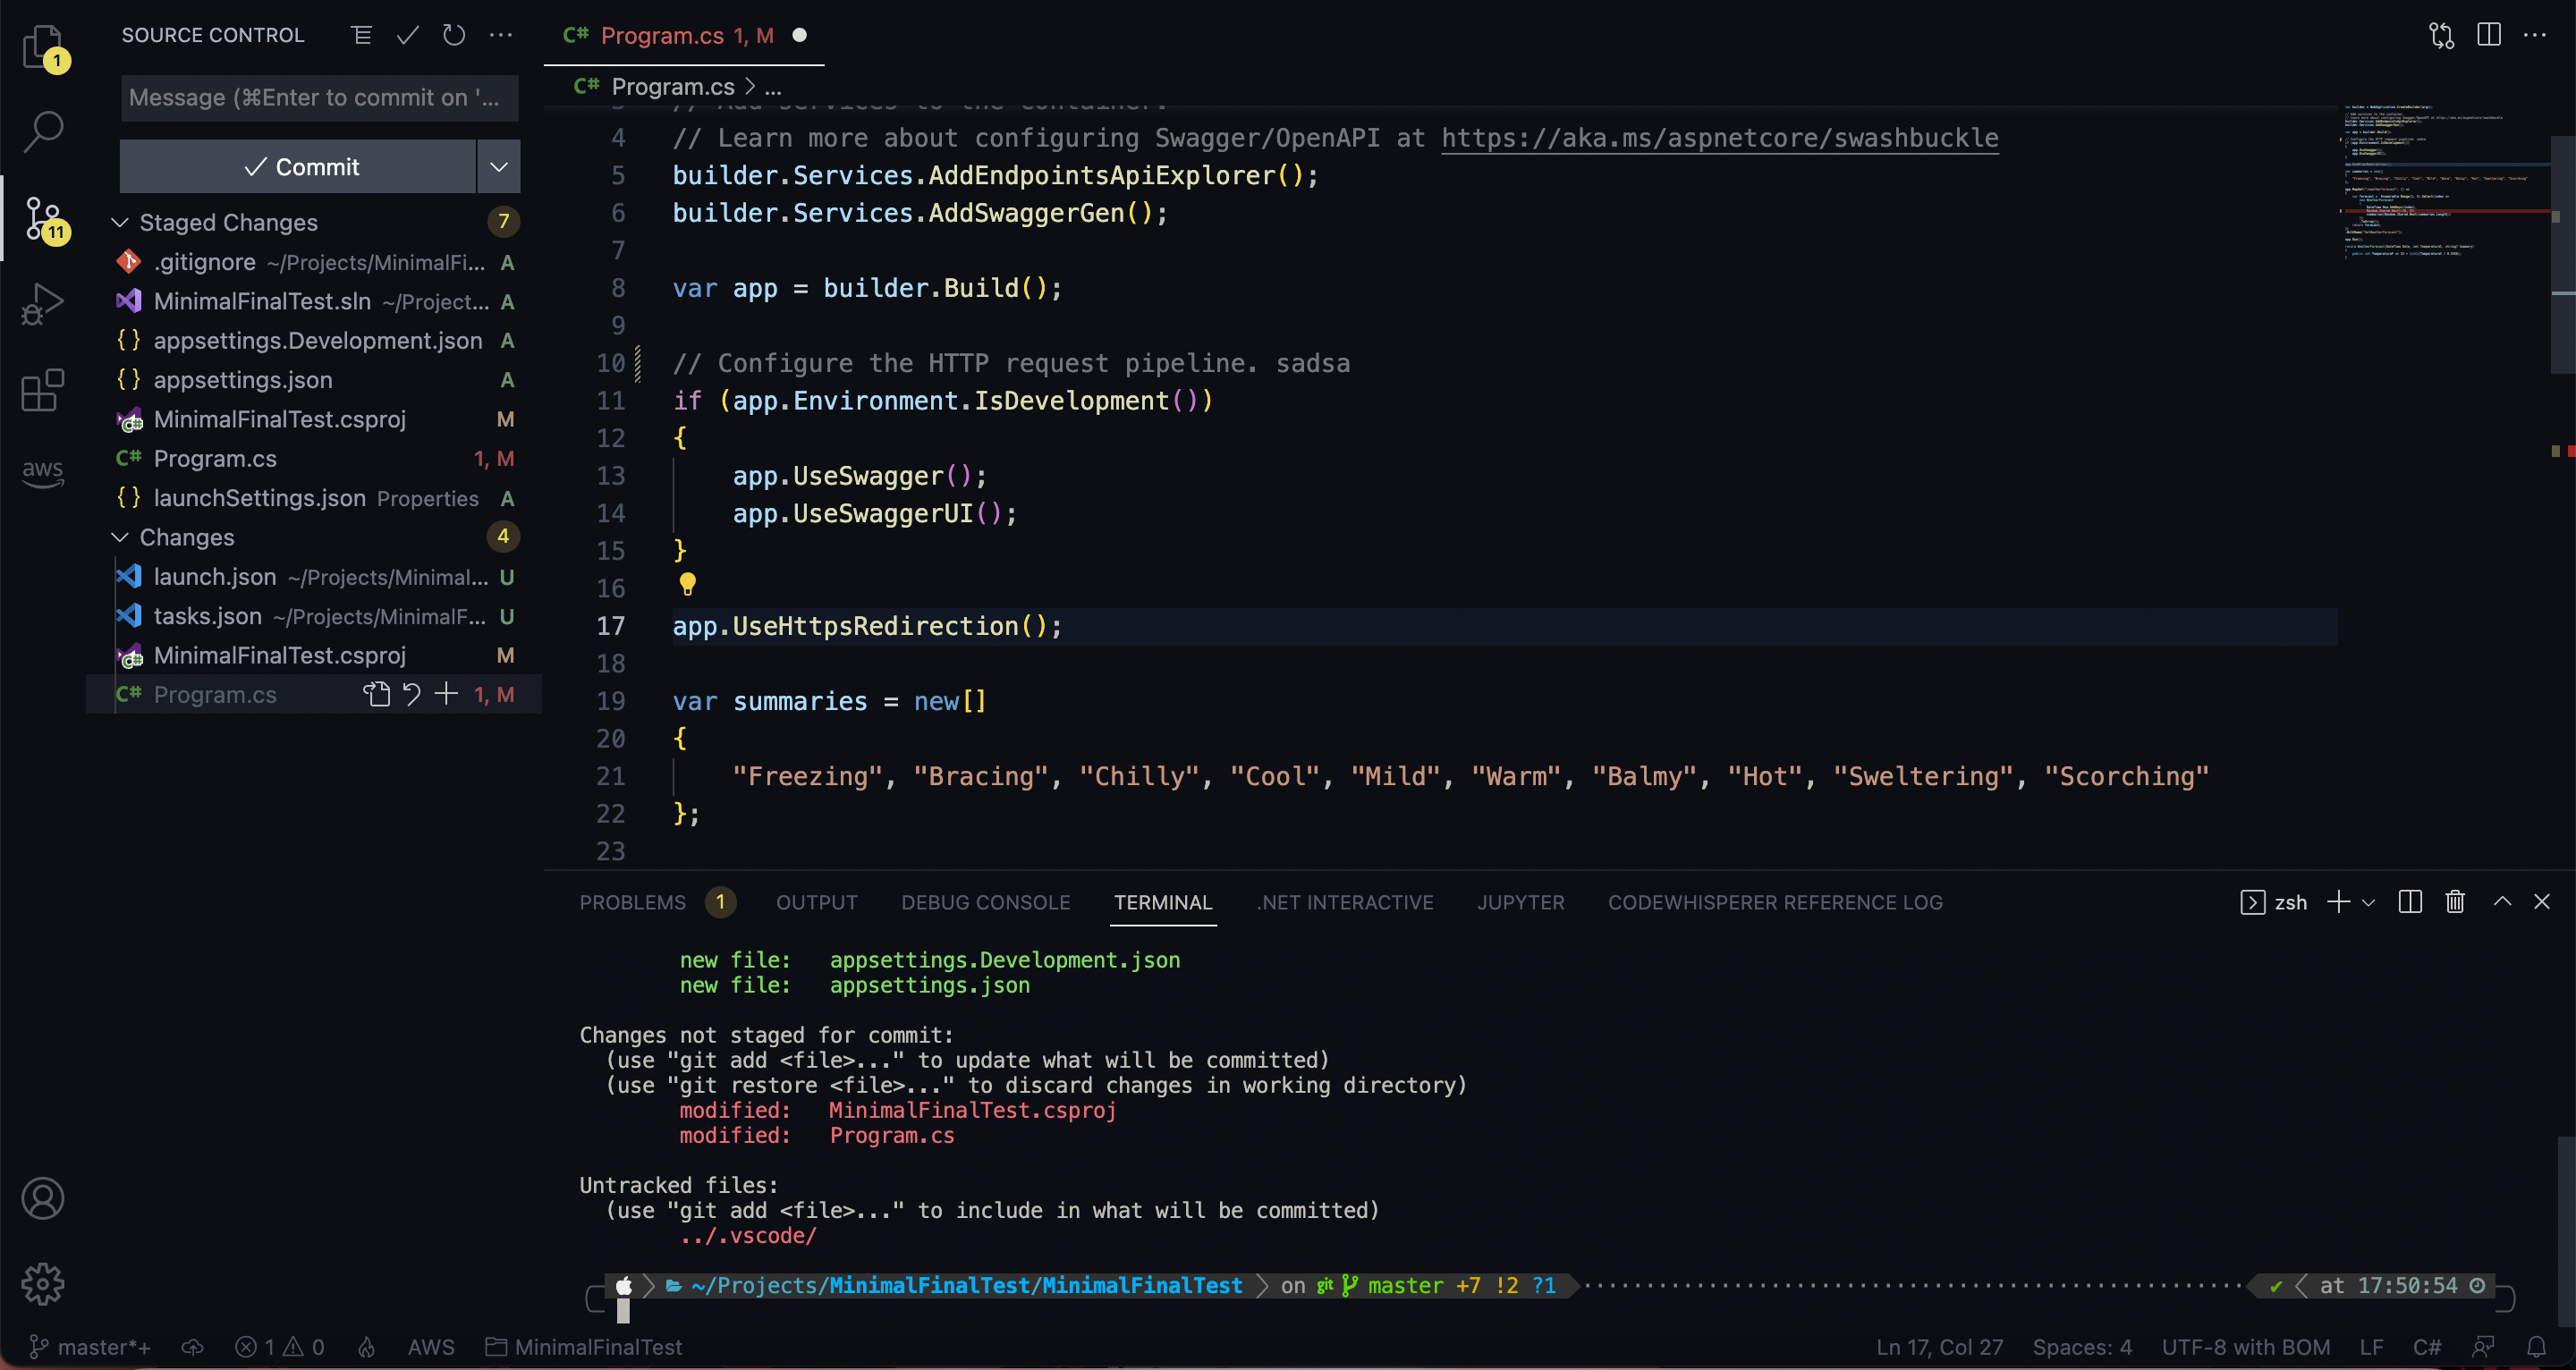 SOURCE CONTROL
Message (⌘Enter to commit on '...
Commit
Staged Changes 7
.gitignore ~/Projects/MinimalFi... A
MinimalFinalTest.sln ~/Project... A
appsettings.Development.json A
appsettings.json A
MinimalFinalTest.csproj M
Program.cs 1, M
launchSettings.json Properties A
Changes 4
launch.json ~/Projects/Minimal... U
tasks.json ~/Projects/MinimalF... U
MinimalFinalTest.csproj M
Program.cs 1, M
1
11
aws
C# Program.cs 1, M
C# Program.cs > ...
3 // Add services to the container.
4 // Learn more about configuring Swagger/OpenAPI at https://aka.ms/aspnetcore/swashbuckle
5 builder.Services.AddEndpointsApiExplorer();
6 builder.Services.AddSwaggerGen();
7
8 var app = builder.Build();
9
10 // Configure the HTTP request pipeline. sadsa
11 if (app.Environment.IsDevelopment())
12 {
13 app.UseSwagger();
14 app.UseSwaggerUI();
15 }
16
17 app.UseHttpsRedirection();
18
19 var summaries = new[]
20 {
21 "Freezing", "Bracing", "Chilly", "Cool", "Mild", "Warm", "Balmy", "Hot", "Sweltering", "Scorching"
22 };
23
PROBLEMS 1 OUTPUT DEBUG CONSOLE TERMINAL .NET INTERACTIVE JUPYTER CODEWHISPERER REFERENCE LOG zsh
new file: appsettings.Development.json
new file: appsettings.json
Changes not staged for commit:
(use "git add <file>..." to update what will be committed)
(use "git restore <file>..." to discard changes in working directory)
modified: MinimalFinalTest.csproj
modified: Program.cs
Untracked files:
(use "git add <file>..." to include in what will be committed)
../.vscode/
~/Projects/MinimalFinalTest/MinimalFinalTest on git master +7 !2 ?1 ✔ at 17:50:54
master*+ 1 0 AWS MinimalFinalTest Ln 17, Col 27 Spaces: 4 UTF-8 with BOM LF C#